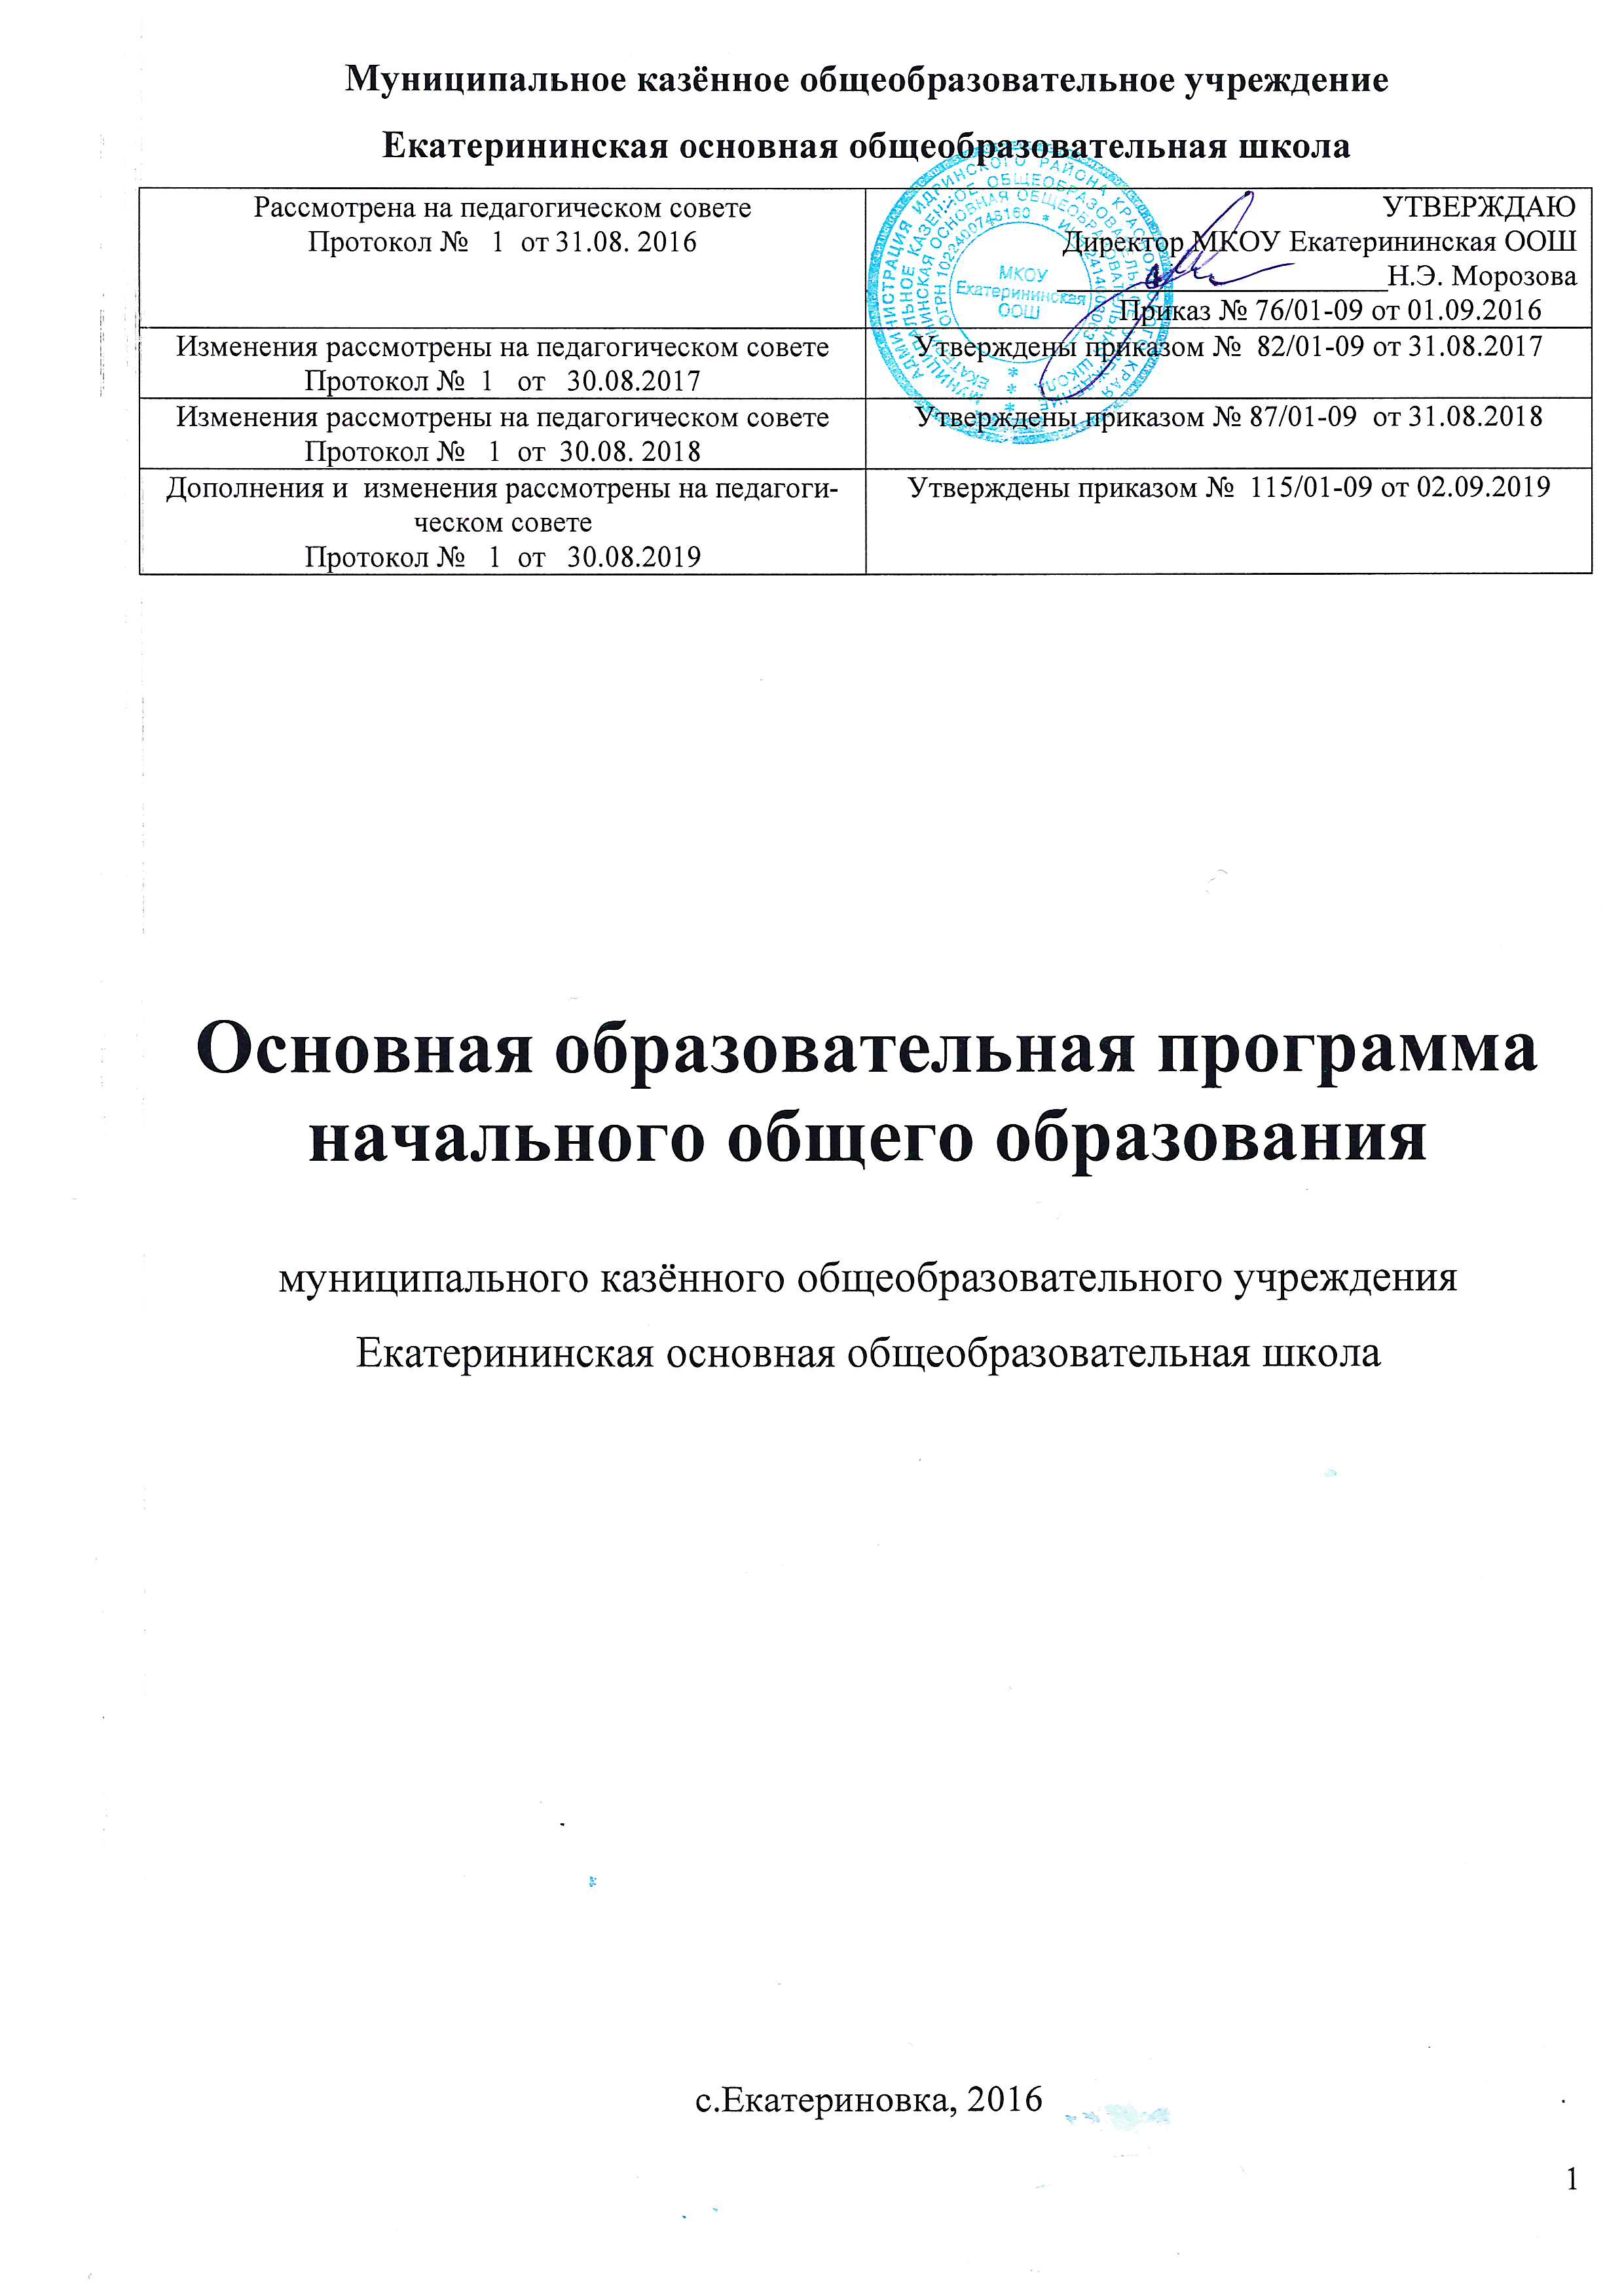 Муниципальное казённое общеобразовательное учреждение
Екатерининская основная общеобразовательная школа
Рассмотрена на педагогическом совете
Протокол № 1 от 31.08. 2016
УТВЕРЖДАЮ
Директор МКОУ Екатерининская ООШ
Н.Э. Морозова
Приказ № 76/01-09 от 01.09.2016
Изменения рассмотрены на педагогическом совете
Протокол № 1 от 30.08.2017
Утверждены приказом № 82/01-09 от 31.08.2017
Изменения рассмотрены на педагогическом совете
Протокол № 1 от 30.08. 2018
Утверждены приказом № 87/01-09 от 31.08.2018
Дополнения и изменения рассмотрены на педагоги-
ческом совете
Протокол № 1 от 30.08.2019
Утверждены приказом № 115/01-09 от 02.09.2019
АДМИНИСТРАЦИЯ ИДРИНСКОГО РАЙОНА
МКОУ
Екатерининская
ООШ
Основная образовательная программа
начального общего образования
муниципального казённого общеобразовательного учреждения
Екатерининская основная общеобразовательная школа
с.Екатериновка, 2016
1